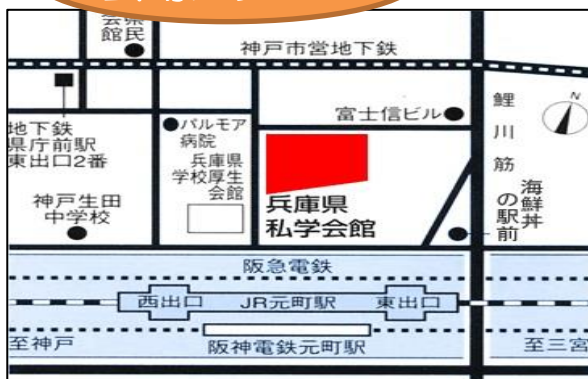 県民
会館
神戸市営地下鉄
地下鉄
県庁前駅
東出口2番
パルモア
病院
兵庫県
学校厚生
会館
富士信ビル
鯉川筋
N
神戸生田
中学校
兵庫県
私学会館
海鮮丼
の駅前
阪急電鉄
西出口
JR元町駅
東出口
至神戸
阪神電鉄元町駅
至三宮